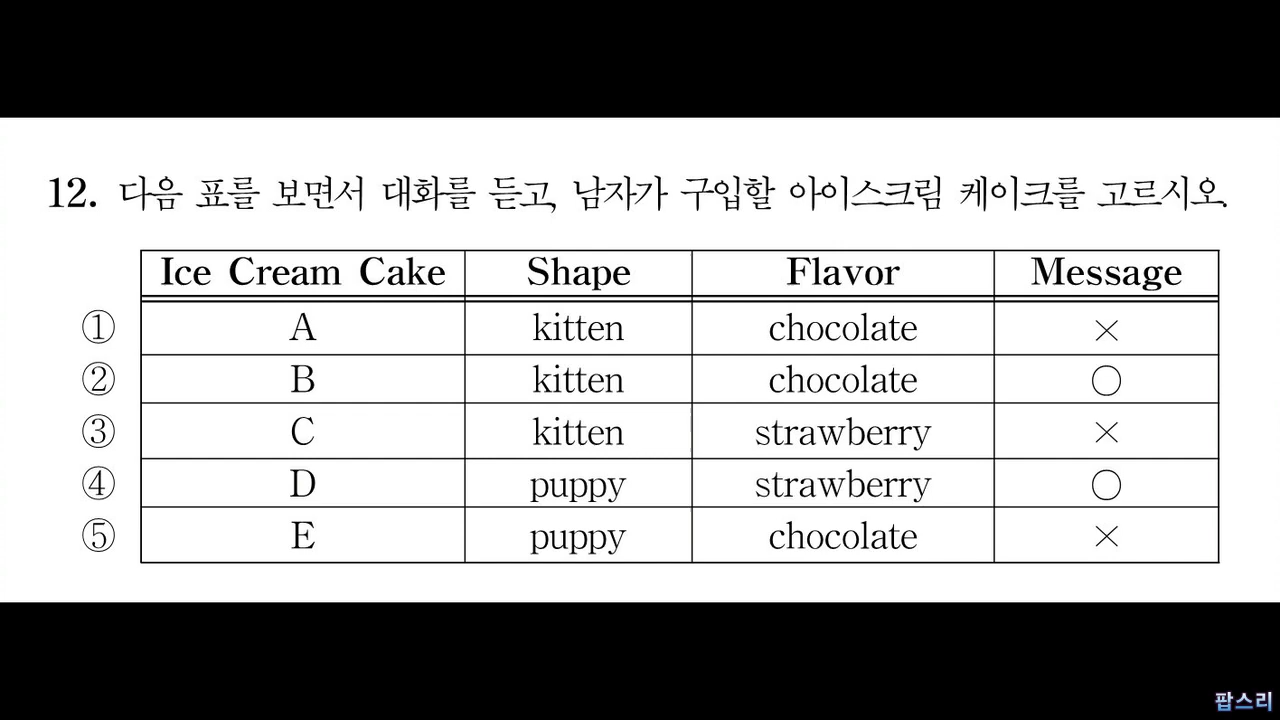 12. 다음 표를 보면서 대화를 듣고, 남자가 구입할 아이스크림 케이크를 고르시오.
Ice Cream Cake Shape Flavor Message
① A kitten chocolate ×
② B kitten chocolate ○
③ C kitten strawberry ×
④ D puppy strawberry ○
⑤ E puppy chocolate ×
팝스리